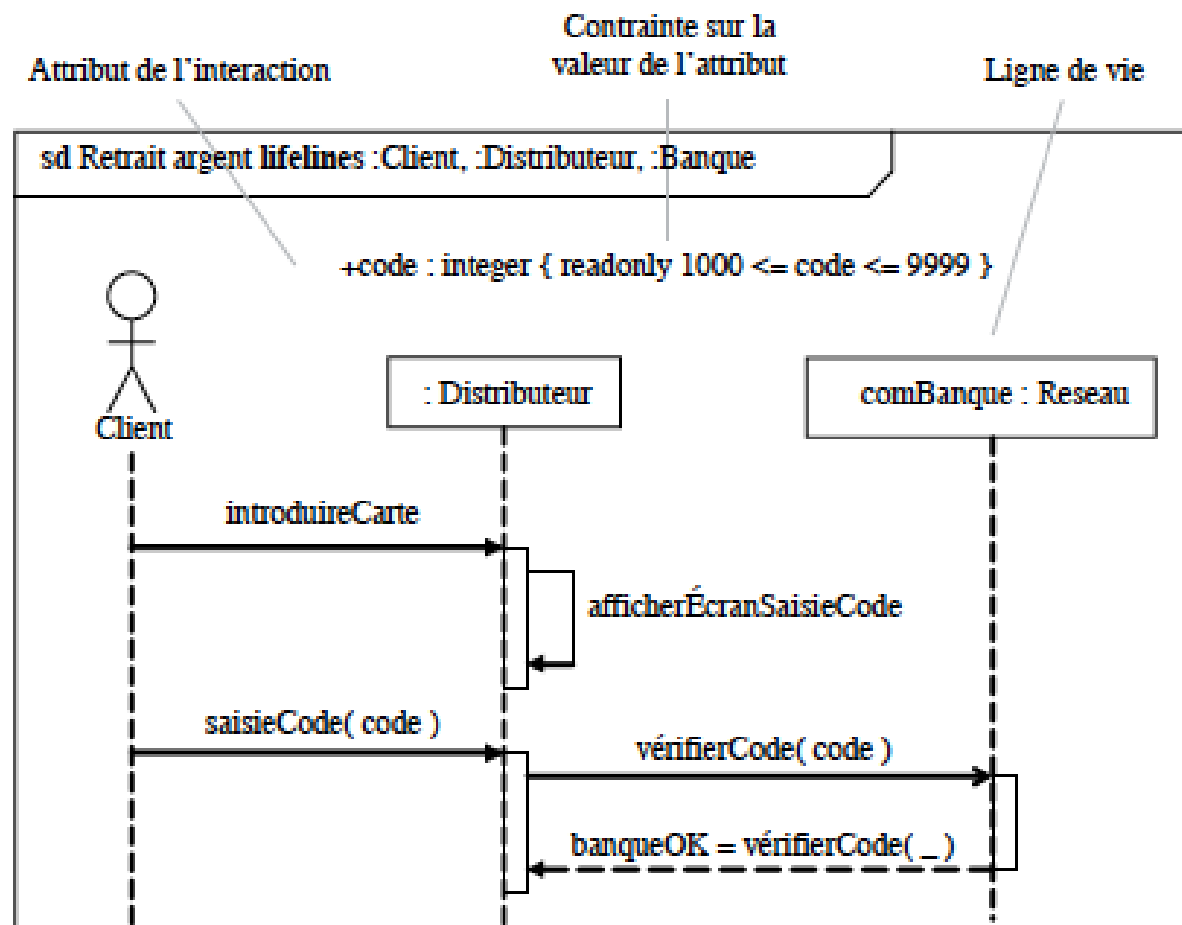 Contrainte sur la
valeur de l'attribut
Attribut de l'interaction
Ligne de vie
sd Retrait argent lifelines :Client, :Distributeur, :Banque
+code : integer { readonly 1000 <= code <= 9999 }
: Distributeur
comBanque : Reseau
Client
introduireCarte
afficherÉcranSaisieCode
saisieCode( code )
vérifierCode( code )
banqueOK = vérifierCode( _ )